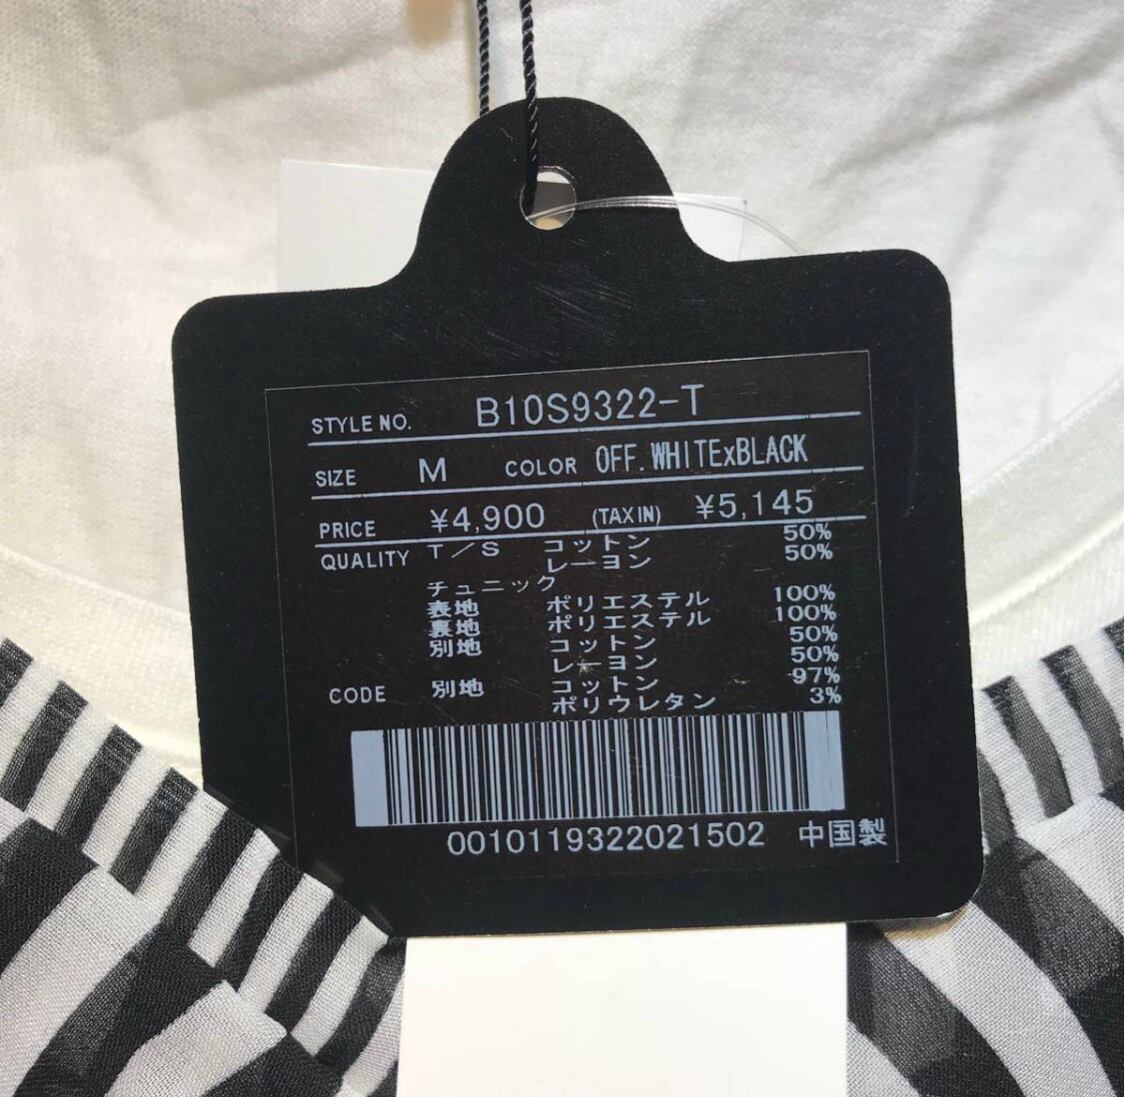 STYLE NO. B10S9322-T
SIZE M COLOR OFF.WHITExBLACK
PRICE ¥4,900 (TAX IN) ¥5,145
QUALITY T/S コットン 50%
レーヨン 50%
チュニック
表地 ポリエステル 100%
裏地 ポリエステル 100%
別地 コットン 50%
レーヨン 50%
CODE 別地 コットン 97%
ポリウレタン 3%
0010119322021502 中国製